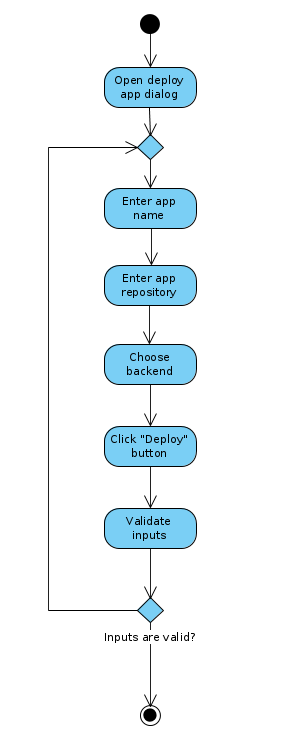 Open deploy
app dialog
Enter app
name
Enter app
repository
Choose
backend
Click "Deploy"
button
Validate
inputs
Inputs are valid?